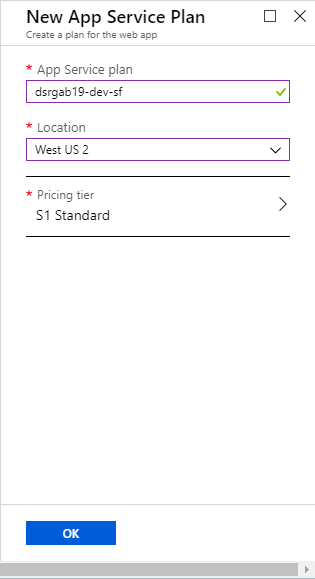 New App Service Plan
Create a plan for the web app
* App Service plan
dsrgab19-dev-sf
* Location
West US 2
* Pricing tier
S1 Standard
OK